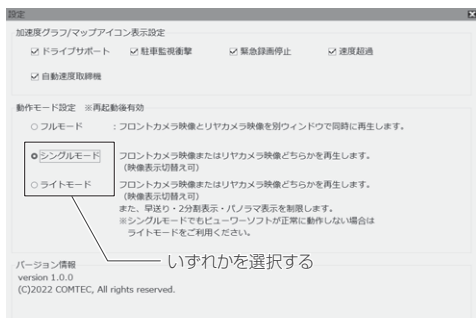 設定
加速度グラフ/マップアイコン表示設定
ドライブサポート 駐車監視衝撃 緊急録画停止 速度超過
自動速度取締機
動作モード設定 ※再起動後有効
フルモード :フロントカメラ映像とリヤカメラ映像を別ウィンドウで同時に再生します。
シングルモード フロントカメラ映像またはリヤカメラ映像どちらかを再生します。
(映像表示切替え可)
ライトモード フロントカメラ映像またはリヤカメラ映像どちらかを再生します。
(映像表示切替え可)
また、早送り・2分割表示・パノラマ表示を制限します。
※シングルモードでもビューワーソフトが正常に動作しない場合は
ライトモードをご利用ください。
いずれかを選択する
バージョン情報
version 1.0.0
(C)2022 COMTEC, All rights reserved.